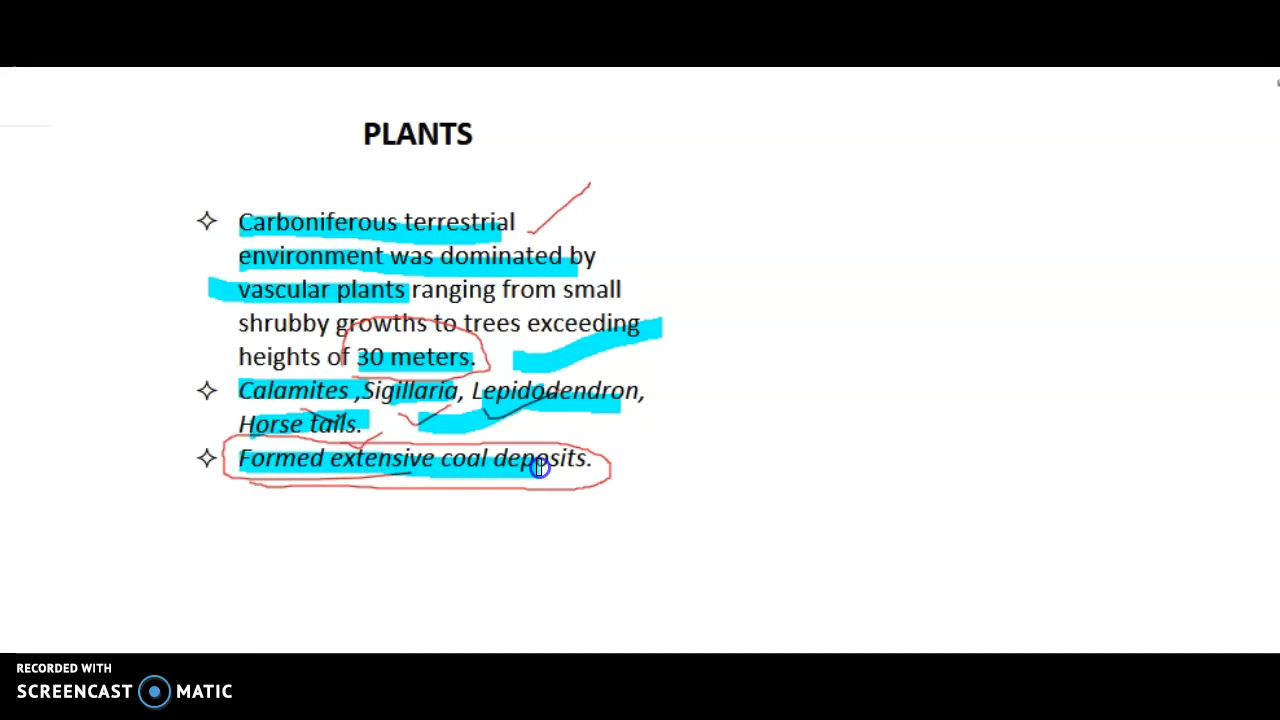 PLANTS
✧ Carboniferous terrestrial
environment was dominated by
vascular plants ranging from small
shrubby growths to trees exceeding
heights of 30 meters.
✧ Calamites ,Sigillaria, Lepidodendron,
Horse tails.
✧ Formed extensive coal deposits.
RECORDED WITH
SCREENCAST MATIC